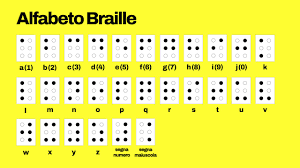 Alfabeto Braille
a(1) b(2) c(3) d(4) e(5) f(6) g(7) h(8) i(9) j(0) k
l m n o p q r s t u v
w x y z segno numero segno maiuscola